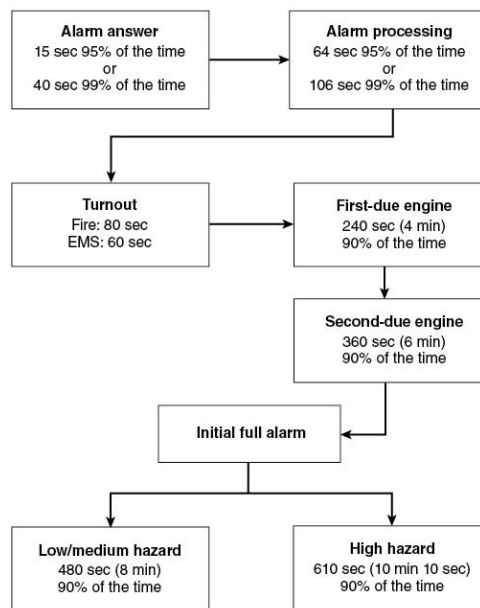 Alarm answer
15 sec 95% of the time
or
40 sec 99% of the time
Alarm processing
64 sec 95% of the time
or
106 sec 99% of the time
Turnout
Fire: 80 sec
EMS: 60 sec
First-due engine
240 sec (4 min)
90% of the time
Second-due engine
360 sec (6 min)
90% of the time
Initial full alarm
Low/medium hazard
480 sec (8 min)
90% of the time
High hazard
610 sec (10 min 10 sec)
90% of the time